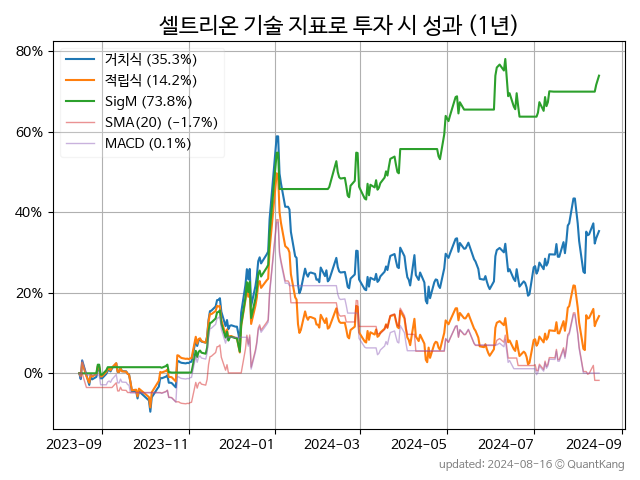 셀트리온 기술 지표로 투자 시 성과 (1년)
80%
60%
40%
20%
0%
거치식 (35.3%)
적립식 (14.2%)
SigM (73.8%)
SMA(20) (−1.7%)
MACD (0.1%)
2023-09 2023-11 2024-01 2024-03 2024-05 2024-07 2024-09
updated: 2024-08-16 © QuantKang